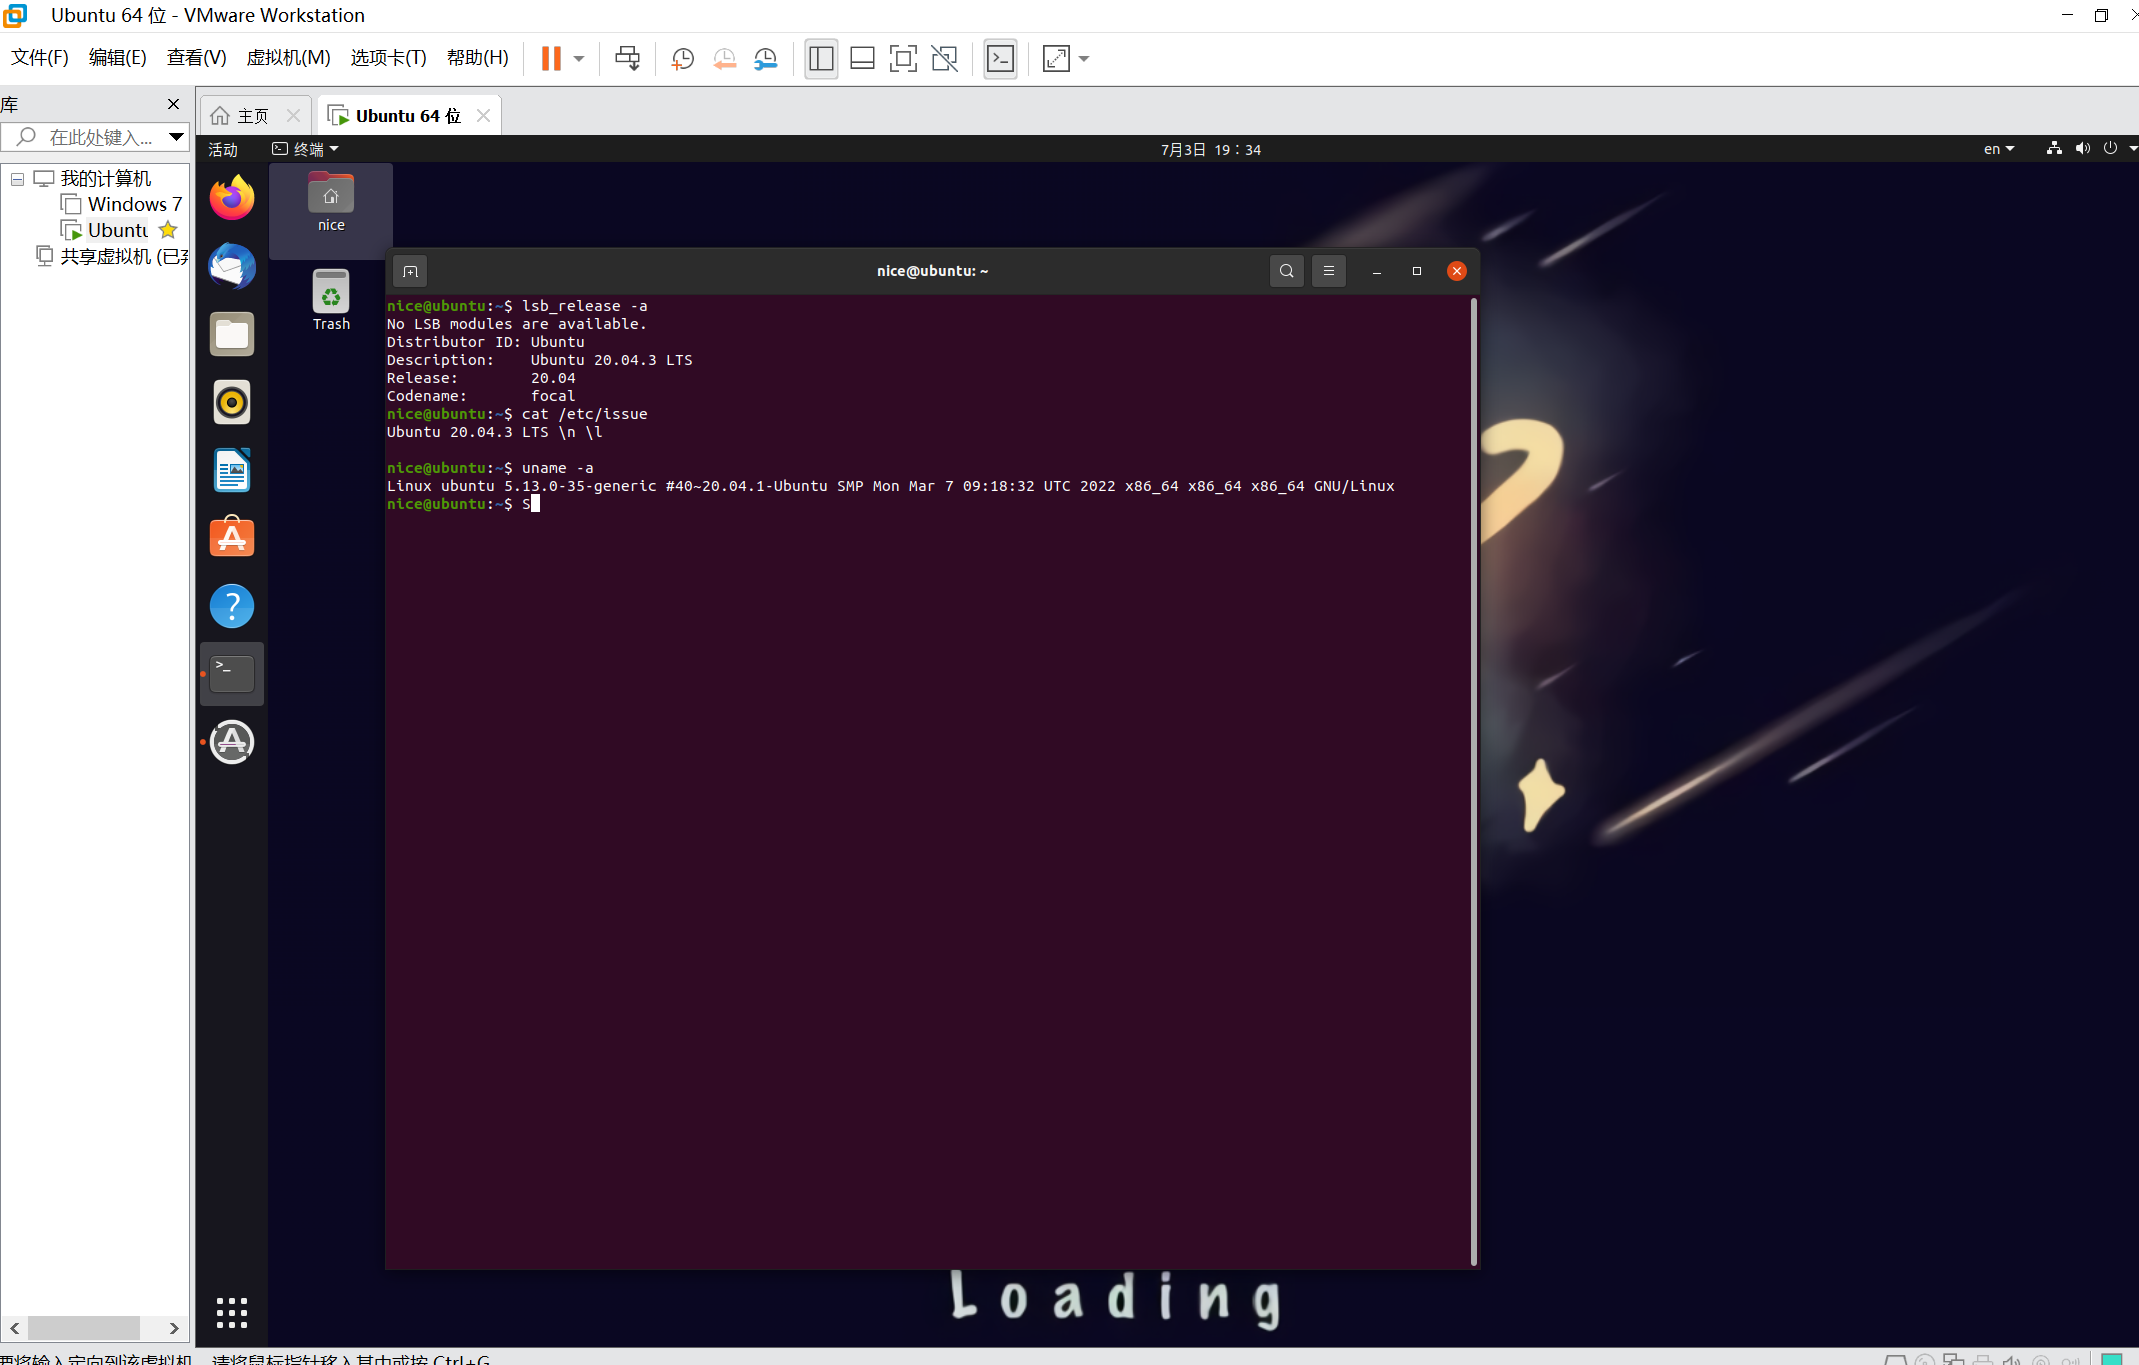 Ubuntu 64 位 - VMware Workstation
文件(F) 编辑(E) 查看(V) 虚拟机(M) 选项卡(T) 帮助(H)
库
在此处键入...
我的计算机
Windows 7
Ubuntu
共享虚拟机 (已
主页
Ubuntu 64 位
活动 终端 7月3日 19:34 en
nice
Trash
nice@ubuntu: ~
nice@ubuntu:~$ lsb_release -a
No LSB modules are available.
Distributor ID: Ubuntu
Description:    Ubuntu 20.04.3 LTS
Release:        20.04
Codename:       focal
nice@ubuntu:~$ cat /etc/issue
Ubuntu 20.04.3 LTS \n \l
nice@ubuntu:~$ uname -a
Linux ubuntu 5.13.0-35-generic #40~20.04.1-Ubuntu SMP Mon Mar 7 09:18:32 UTC 2022 x86_64 x86_64 x86_64 GNU/Linux
nice@ubuntu:~$ S
Loading
要将输入定向到该虚拟机，请将鼠标指针移入其中或按 Ctrl+G